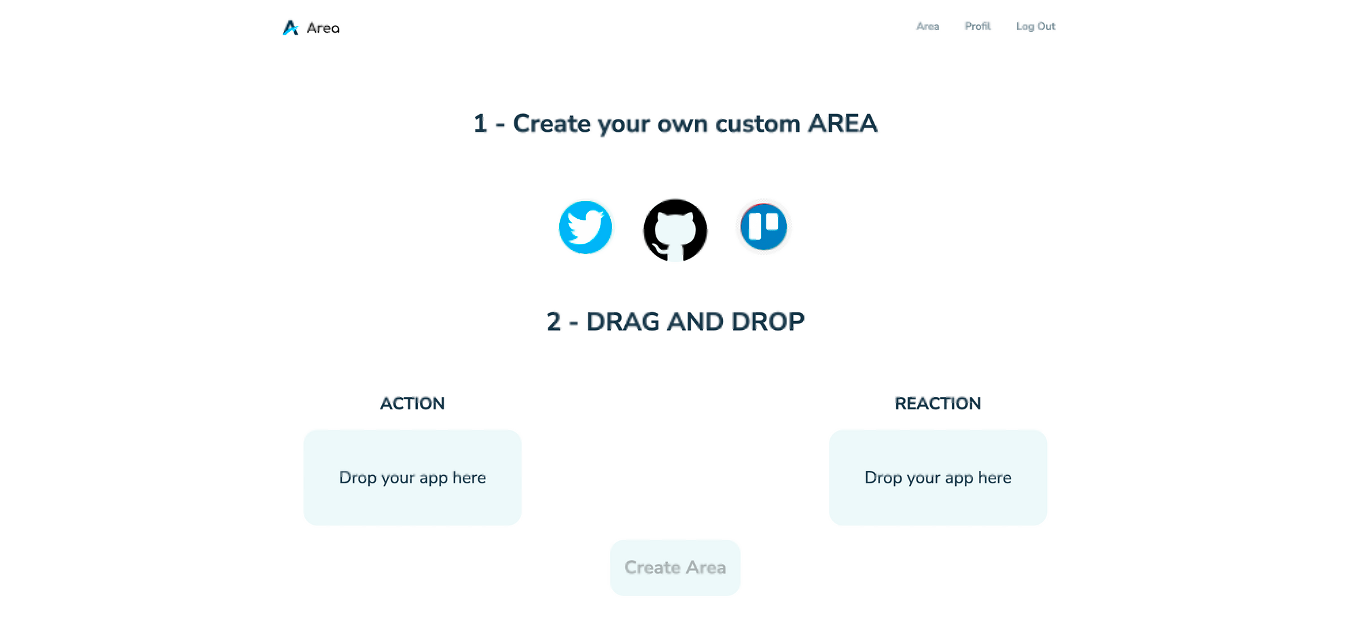 Area
Area Profil Log Out
1 - Create your own custom AREA
2 - DRAG AND DROP
ACTION
REACTION
Drop your app here
Drop your app here
Create Area